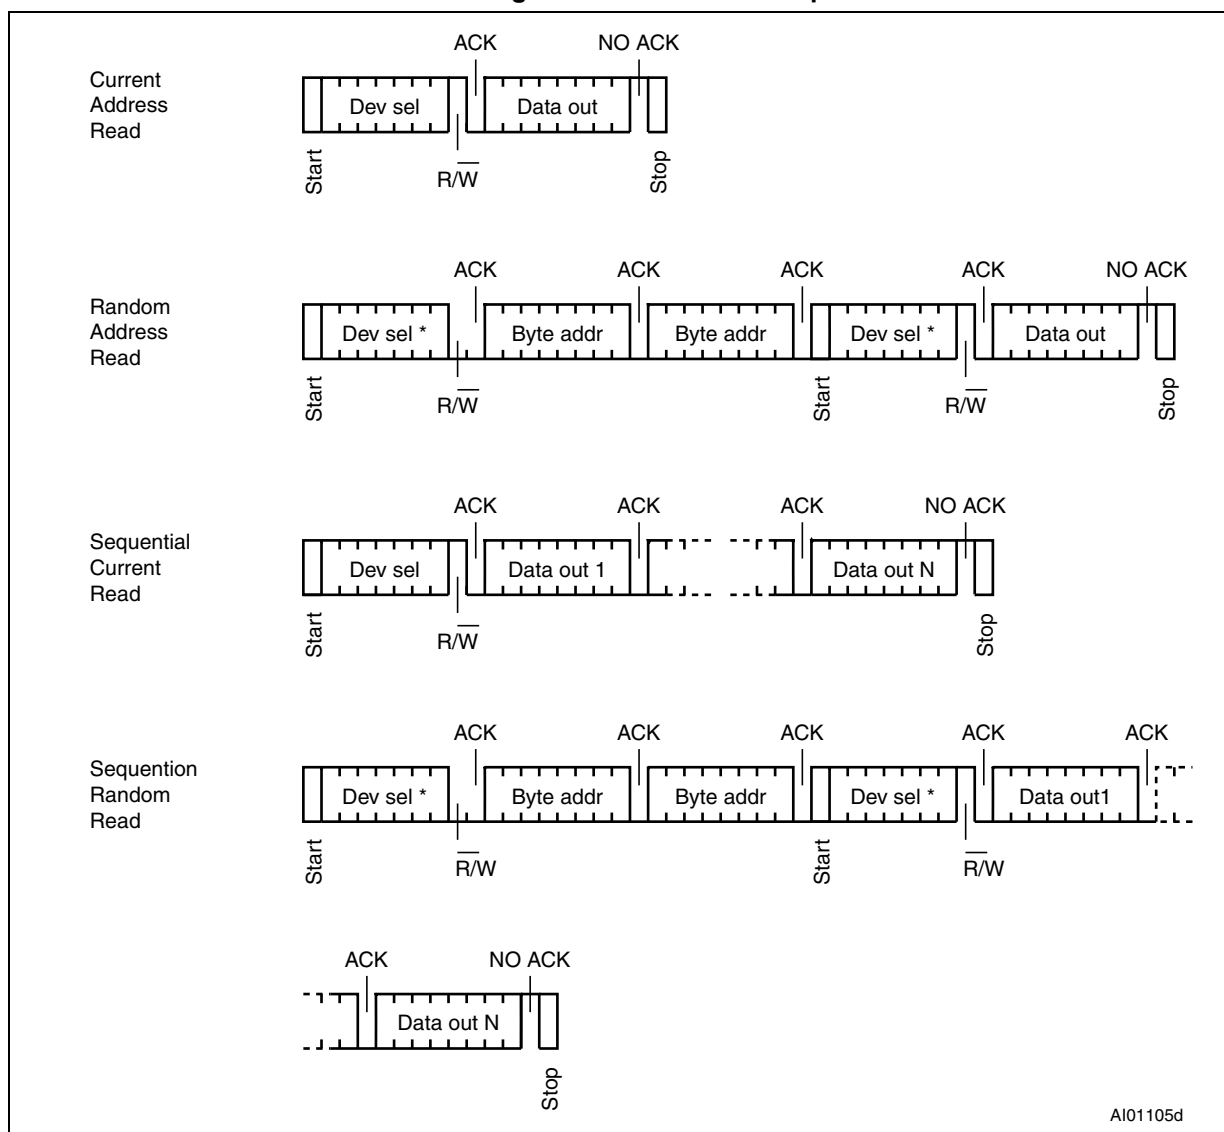 ACK NO ACK
Current
Address
Read
Dev sel Data out
Start R/W̅ Stop
ACK ACK ACK ACK NO ACK
Random
Address
Read
Dev sel * Byte addr Byte addr Dev sel * Data out
Start R/W̅ Start R/W̅ Stop
ACK ACK ACK NO ACK
Sequential
Current
Read
Dev sel Data out 1 Data out N
Start R/W̅ Stop
ACK ACK ACK ACK ACK
Sequention
Random
Read
Dev sel * Byte addr Byte addr Dev sel * Data out1
Start R̅/W Start R̅/W
ACK NO ACK
Data out N
Stop
AI01105d